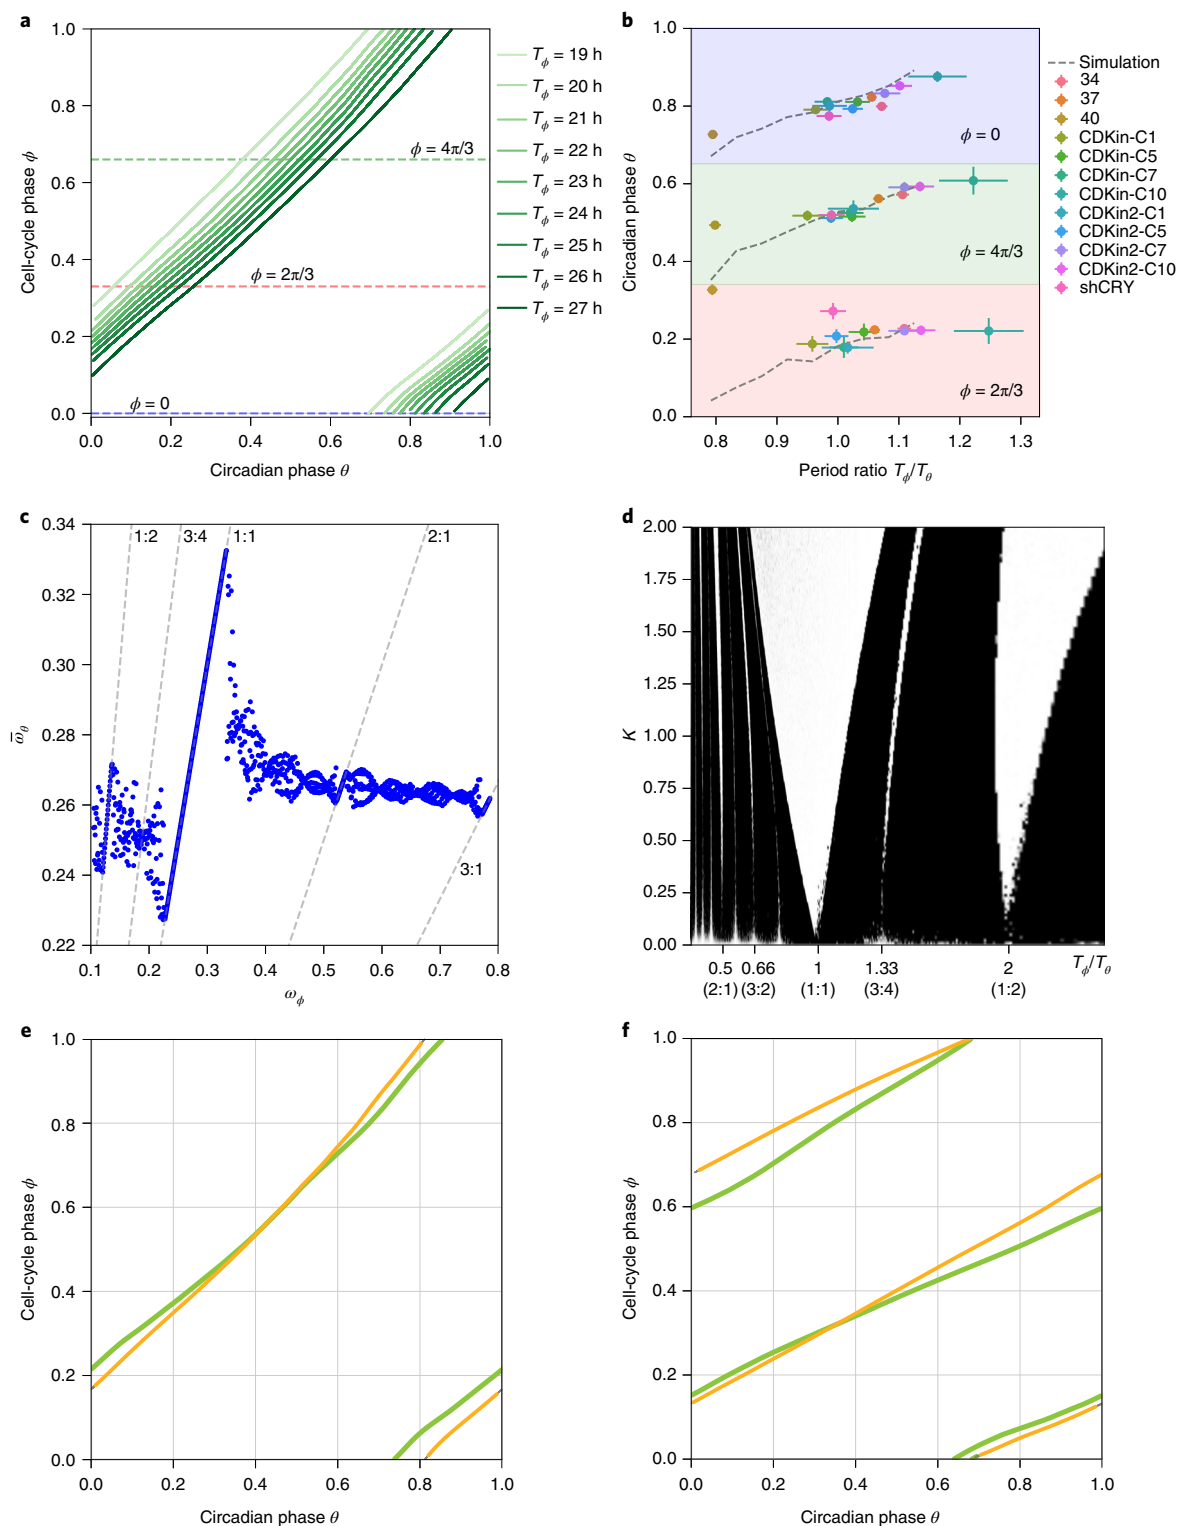 a
1.0
0.8
0.6
0.4
0.2
0.0
Cell-cycle phase ϕ
ϕ = 4π/3
ϕ = 2π/3
ϕ = 0
0.0 0.2 0.4 0.6 0.8 1.0
Circadian phase θ
Tϕ = 19 h
Tϕ = 20 h
Tϕ = 21 h
Tϕ = 22 h
Tϕ = 23 h
Tϕ = 24 h
Tϕ = 25 h
Tϕ = 26 h
Tϕ = 27 h
b
1.0
0.8
0.6
0.4
0.2
0.0
Circadian phase θ
ϕ = 0
ϕ = 4π/3
ϕ = 2π/3
0.8 0.9 1.0 1.1 1.2 1.3
Period ratio Tϕ/Tθ
Simulation
34
37
40
CDKin-C1
CDKin-C5
CDKin-C7
CDKin-C10
CDKin2-C1
CDKin2-C5
CDKin2-C7
CDKin2-C10
shCRY
c
0.34
0.32
0.30
0.28
0.26
0.24
0.22
ω̄θ
1:2 3:4 1:1 2:1
3:1
0.1 0.2 0.3 0.4 0.5 0.6 0.7 0.8
ωϕ
d
2.00
1.75
1.50
1.25
1.00
0.75
0.50
0.25
0.00
K
0.5 0.66 1 1.33 2 Tϕ/Tθ
(2:1) (3:2) (1:1) (3:4) (1:2)
e
1.0
0.8
0.6
0.4
0.2
0.0
Cell-cycle phase ϕ
0.0 0.2 0.4 0.6 0.8 1.0
Circadian phase θ
f
1.0
0.8
0.6
0.4
0.2
0.0
Cell-cycle phase ϕ
0.0 0.2 0.4 0.6 0.8 1.0
Circadian phase θ